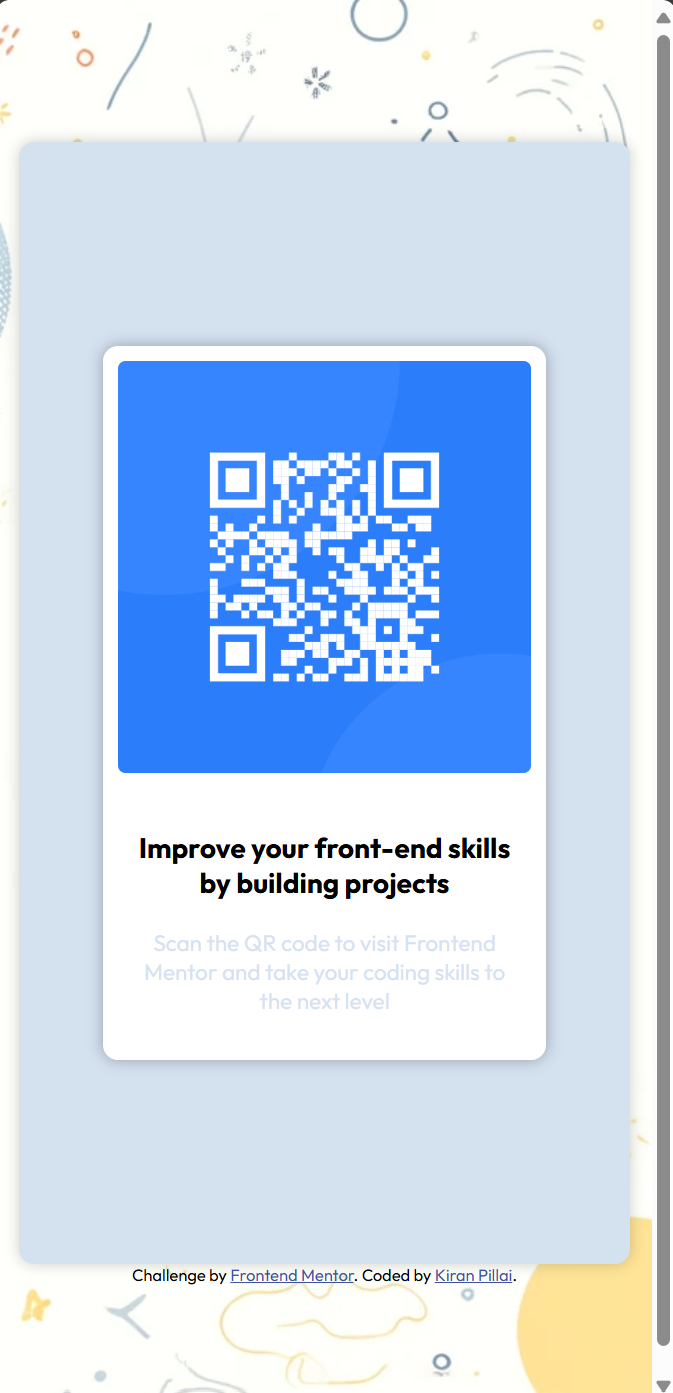 Improve your front-end skills
by building projects
Scan the QR code to visit Frontend
Mentor and take your coding skills to
the next level
Challenge by Frontend Mentor. Coded by Kiran Pillai.